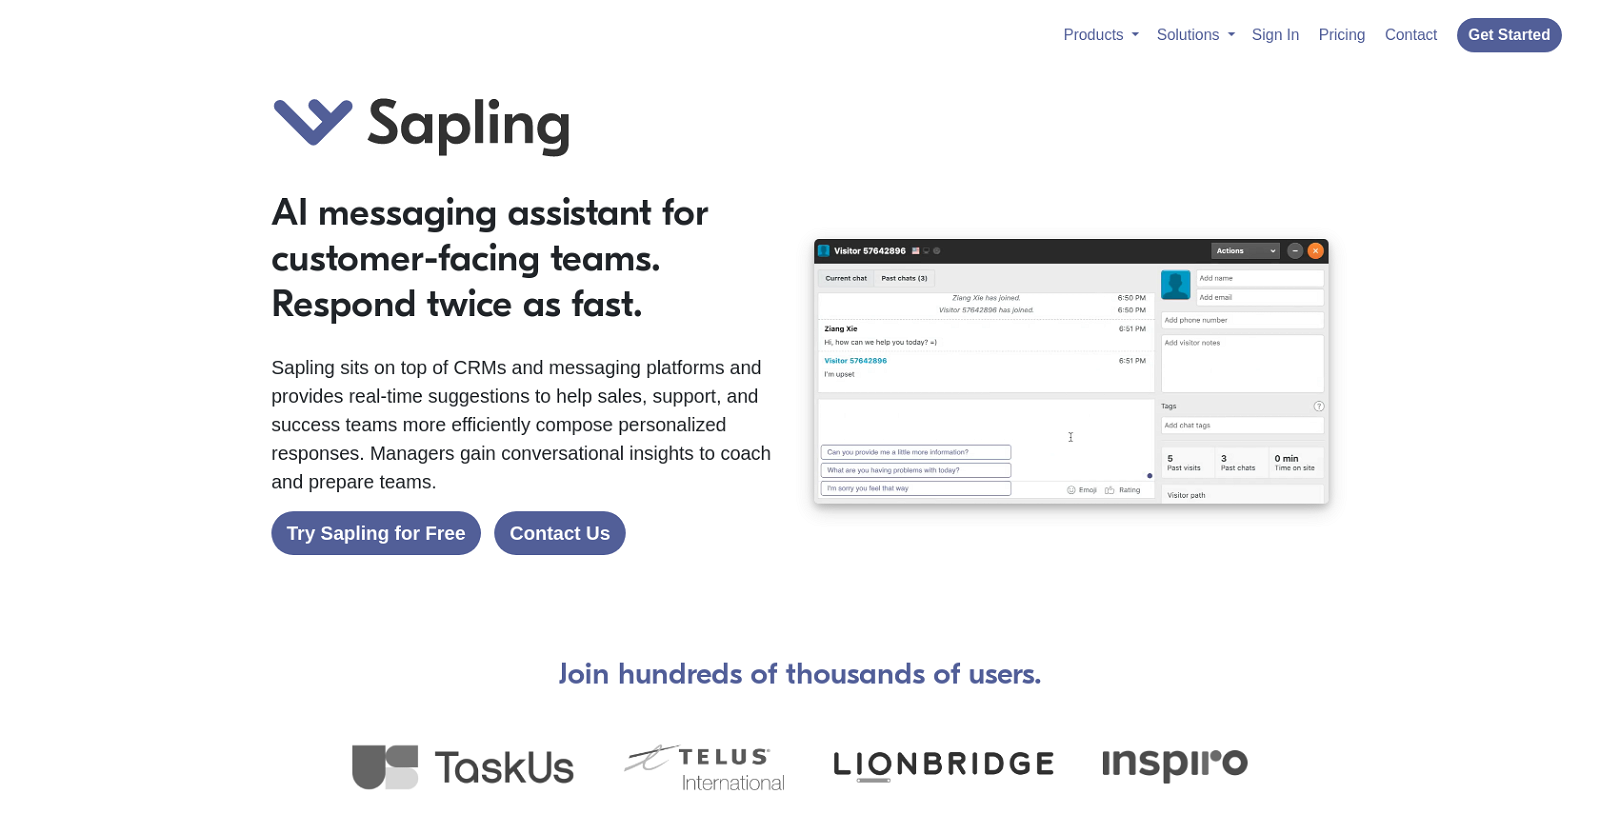 Products
Solutions
Sign In
Pricing
Contact
Get Started
Sapling
AI messaging assistant for
customer-facing teams.
Respond twice as fast.
Sapling sits on top of CRMs and messaging platforms and
provides real-time suggestions to help sales, support, and
success teams more efficiently compose personalized
responses. Managers gain conversational insights to coach
and prepare teams.
Try Sapling for Free
Contact Us
Visitor 57642896
Actions
Current chat
Past chats (3)
Ziang Xie has joined.
6:50 PM
Visitor 57642896 has joined.
6:50 PM
Ziang Xie
6:51 PM
Hi, how can we help you today? =)
Visitor 57642896
6:51 PM
I'm upset
Can you provide me a little more information?
What are you having problems with today?
I'm sorry you feel that way
Emoji
Rating
Add name
Add email
Add phone number
Add visitor notes
Tags
?
Add chat tags
5
Past visits
3
Past chats
0 min
Time on site
Visitor path
Join hundreds of thousands of users.
TaskUs
TELUS
International
LIONBRIDGE
inspiro